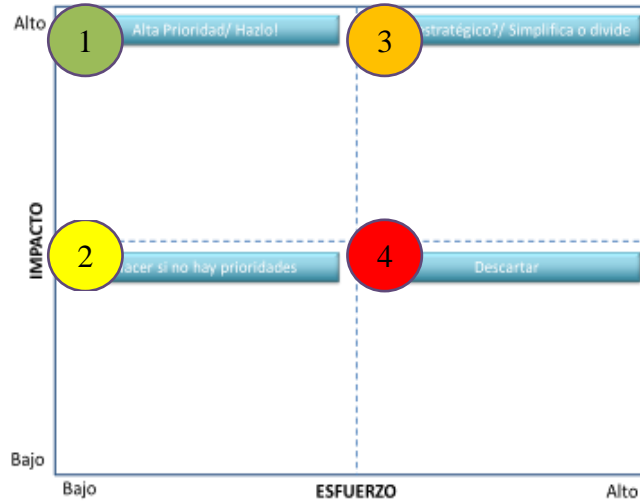 Alto
1 Alta Prioridad/ Hazlo!
3 stratégico?/ Simplifica o divide
IMPACTO
2 acer si no hay prioridades
4 Descartar
Bajo
Bajo ESFUERZO Alto